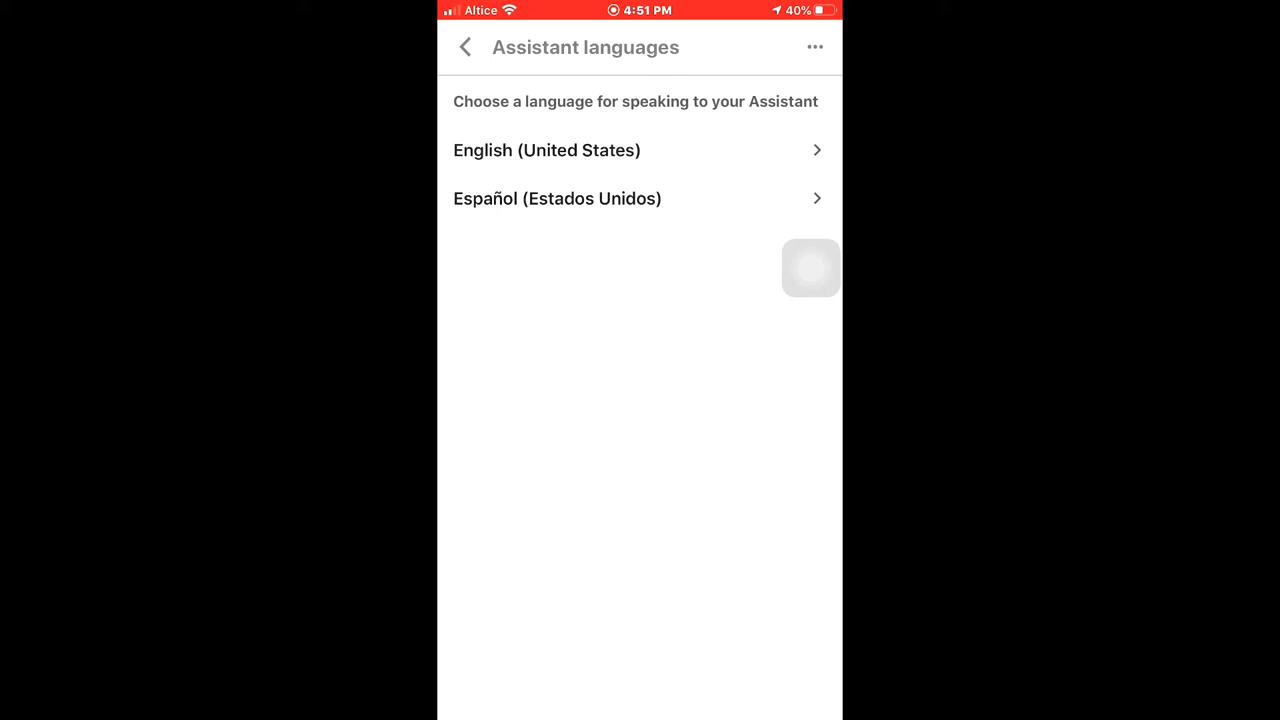 Altice 4:51 PM 40%
Assistant languages
Choose a language for speaking to your Assistant
English (United States)
Español (Estados Unidos)